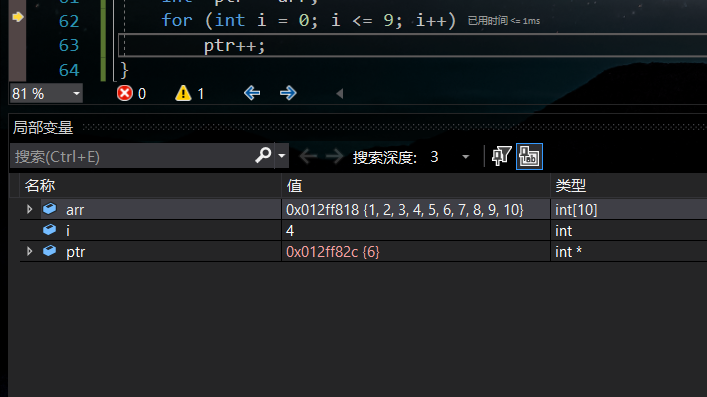 62 for (int i = 0; i <= 9; i++) 已用时间 <= 1ms
63 ptr++;
64 }
81 % 0 1
局部变量
搜索(Ctrl+E) 搜索深度: 3
名称 值 类型
arr 0x012ff818 {1, 2, 3, 4, 5, 6, 7, 8, 9, 10} int[10]
i 4 int
ptr 0x012ff82c {6} int *